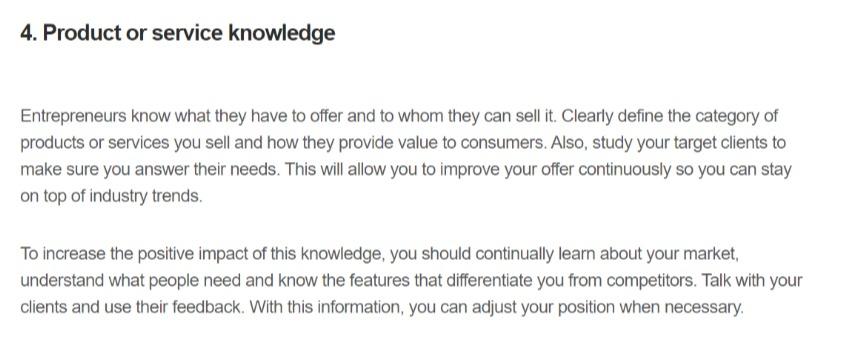 4. Product or service knowledge
Entrepreneurs know what they have to offer and to whom they can sell it. Clearly define the category of
products or services you sell and how they provide value to consumers. Also, study your target clients to
make sure you answer their needs. This will allow you to improve your offer continuously so you can stay
on top of industry trends.
To increase the positive impact of this knowledge, you should continually learn about your market,
understand what people need and know the features that differentiate you from competitors. Talk with your
clients and use their feedback. With this information, you can adjust your position when necessary.